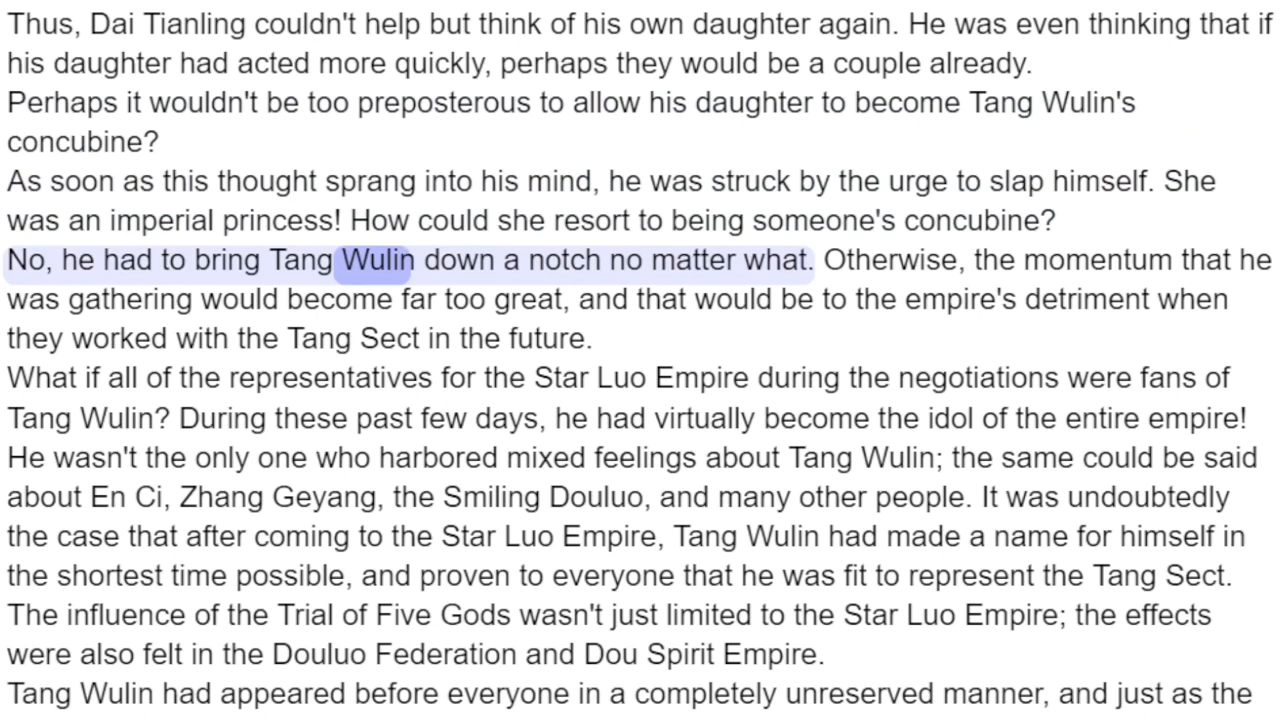 Thus, Dai Tianling couldn't help but think of his own daughter again. He was even thinking that if
his daughter had acted more quickly, perhaps they would be a couple already.
Perhaps it wouldn't be too preposterous to allow his daughter to become Tang Wulin's
concubine?
As soon as this thought sprang into his mind, he was struck by the urge to slap himself. She
was an imperial princess! How could she resort to being someone's concubine?
No, he had to bring Tang Wulin down a notch no matter what. Otherwise, the momentum that he
was gathering would become far too great, and that would be to the empire's detriment when
they worked with the Tang Sect in the future.
What if all of the representatives for the Star Luo Empire during the negotiations were fans of
Tang Wulin? During these past few days, he had virtually become the idol of the entire empire!
He wasn't the only one who harbored mixed feelings about Tang Wulin; the same could be said
about En Ci, Zhang Geyang, the Smiling Douluo, and many other people. It was undoubtedly
the case that after coming to the Star Luo Empire, Tang Wulin had made a name for himself in
the shortest time possible, and proven to everyone that he was fit to represent the Tang Sect.
The influence of the Trial of Five Gods wasn't just limited to the Star Luo Empire; the effects
were also felt in the Douluo Federation and Dou Spirit Empire.
Tang Wulin had appeared before everyone in a completely unreserved manner, and just as the